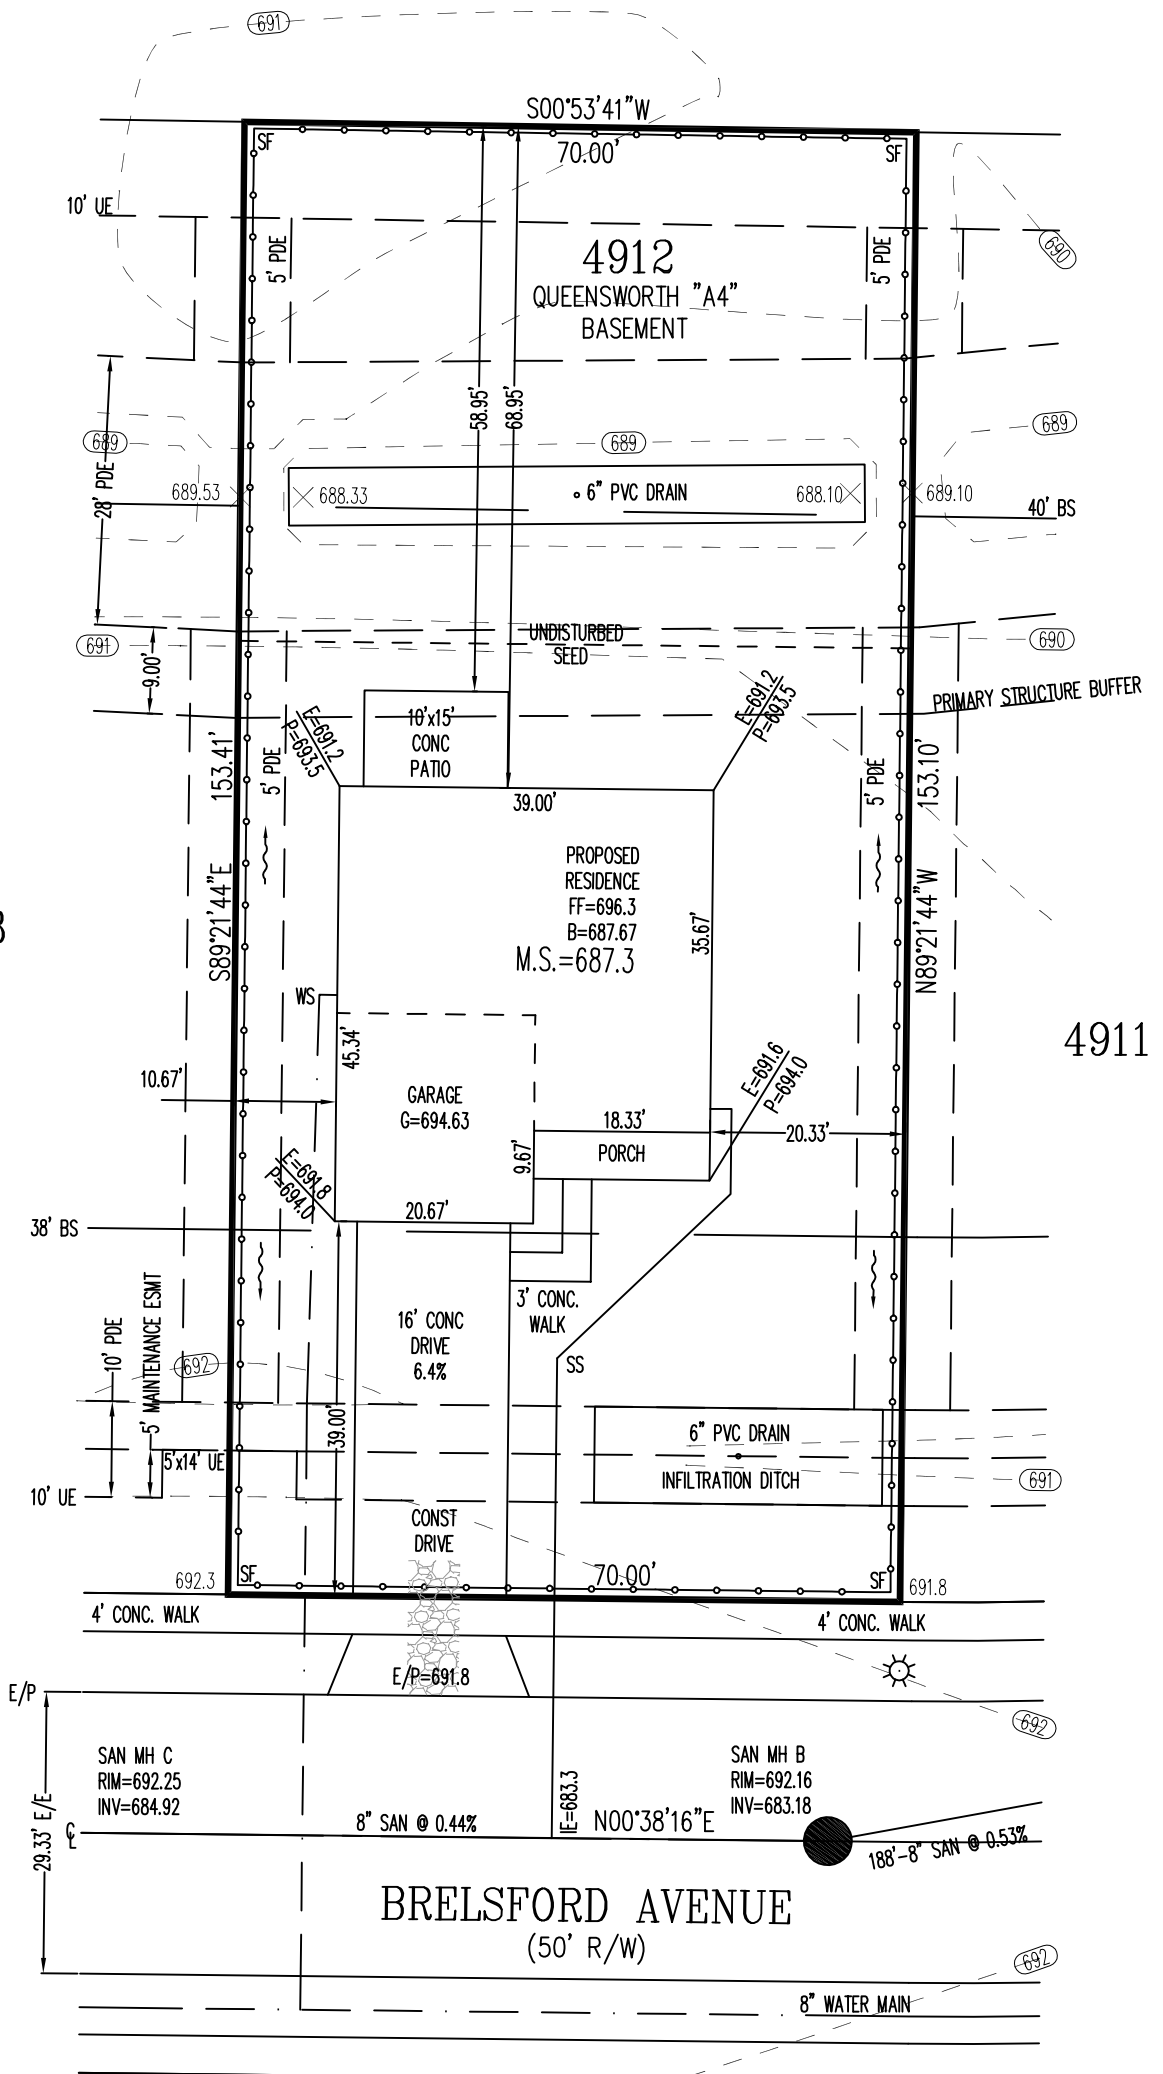 691
S00°53'41"W
SF
70.00'
SF
10' UE
5' PDE
4912
QUEENSWORTH "A4"
BASEMENT
5' PDE
690
58.95'
68.95'
689
689
689
28' PDE
689.53
688.33
6" PVC DRAIN
688.10
689.10
40' BS
UNDISTURBED
SEED
691
690
9.00'
PRIMARY STRUCTURE BUFFER
E=691.2
P=693.5
10'x15'
CONC
PATIO
E=691.2
P=693.5
39.00'
153.41'
5' PDE
5' PDE
153.10'
PROPOSED
RESIDENCE
FF=696.3
B=687.67
M.S.=687.3
35.67'
S89°21'44"E
N89°21'44"W
WS
45.34'
4911
10.67'
GARAGE
G=694.63
E=691.6
P=694.0
18.33'
PORCH
9.67'
20.33'
E=691.8
P=694.0
20.67'
38' BS
3' CONC.
WALK
16' CONC
DRIVE
6.4%
10' PDE
5' MAINTENANCE ESMT
692
SS
39.00'
6" PVC DRAIN
5'x14' UE
INFILTRATION DITCH
691
10' UE
CONST
DRIVE
692.3
SF
70.00'
SF
691.8
4' CONC. WALK
4' CONC. WALK
E/P=691.8
E/P
692
SAN MH C
RIM=692.25
INV=684.92
SAN MH B
RIM=692.16
INV=683.18
IE=683.3
29.33' E/E
CL
8" SAN @ 0.44%
N00°38'16"E
188'-8" SAN @ 0.53%
BRELSFORD AVENUE
(50' R/W)
692
8" WATER MAIN